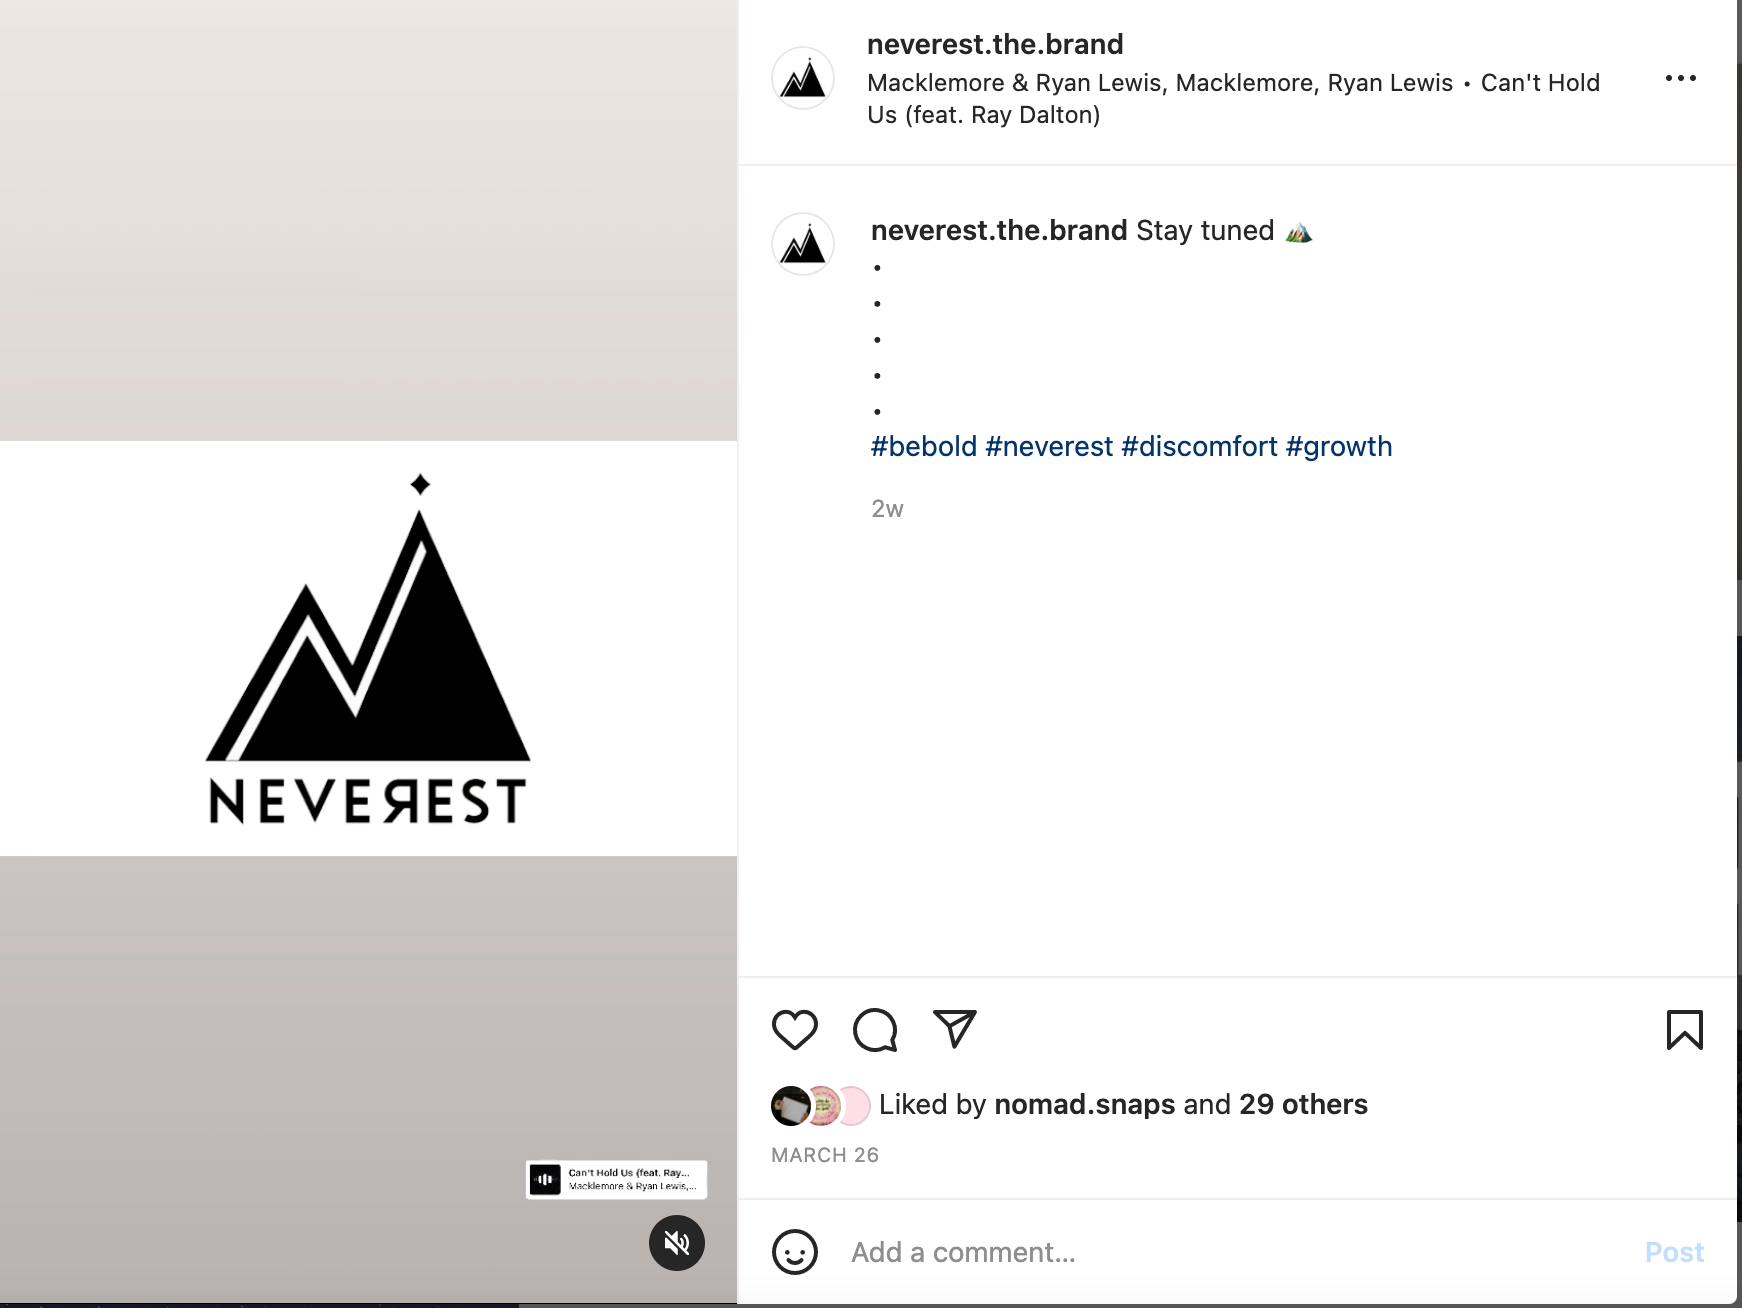 NEVEЯEST
Can't Hold Us (feat. Ray...
Macklemore & Ryan Lewis,...
neverest.the.brand
Macklemore & Ryan Lewis, Macklemore, Ryan Lewis • Can't Hold
Us (feat. Ray Dalton)
neverest.the.brand Stay tuned 🏔️
•
•
•
•
•
#bebold #neverest #discomfort #growth
2w
Liked by nomad.snaps and 29 others
MARCH 26
Add a comment...
Post